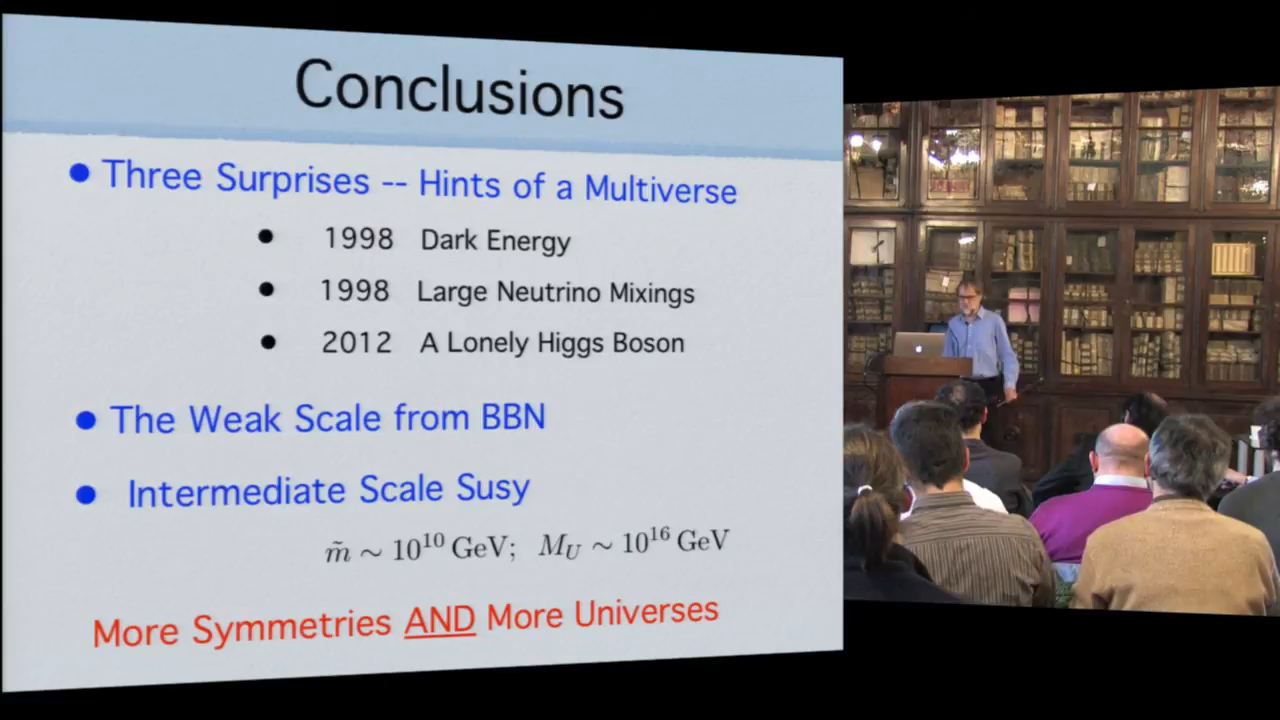 Conclusions
Three Surprises -- Hints of a Multiverse
1998 Dark Energy
1998 Large Neutrino Mixings
2012 A Lonely Higgs Boson
The Weak Scale from BBN
Intermediate Scale Susy
m̃ ∼ 10¹⁰ GeV; M_U ∼ 10¹⁶ GeV
More Symmetries AND More Universes